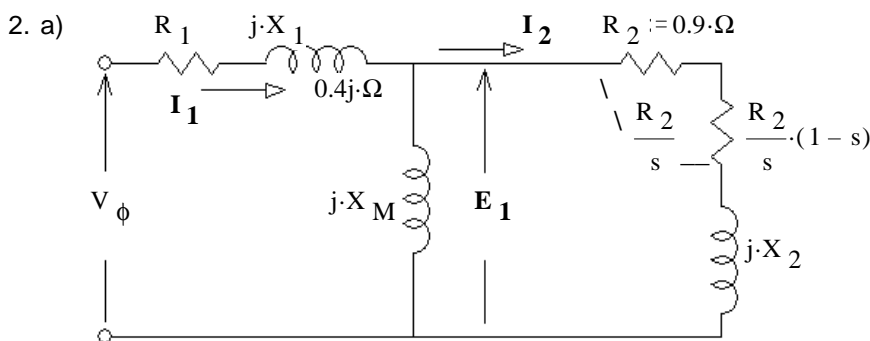 2. a)
R 1 j·X 1 I 2 R 2 := 0.9·Ω
I 1 0.4j·Ω
R 2 / s R 2 / s ·(1 − s)
V ϕ j·X M E 1
j·X 2